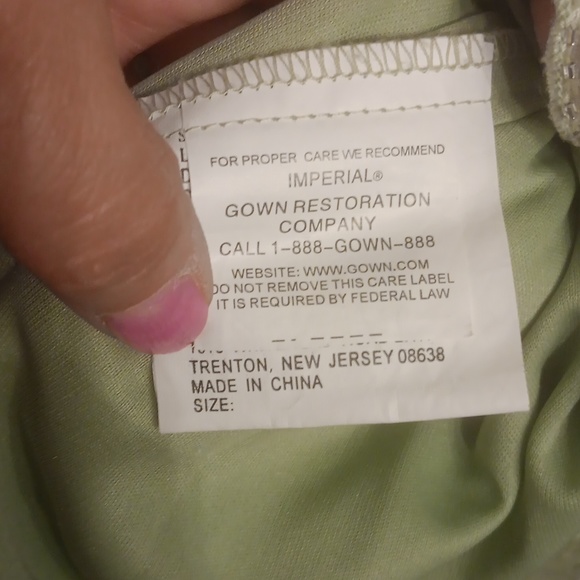 FOR PROPER CARE WE RECOMMEND
IMPERIAL®
GOWN RESTORATION
COMPANY
CALL 1-888-GOWN-888
WEBSITE: WWW.GOWN.COM
DO NOT REMOVE THIS CARE LABEL
IT IS REQUIRED BY FEDERAL LAW
TRENTON, NEW JERSEY 08638
MADE IN CHINA
SIZE: